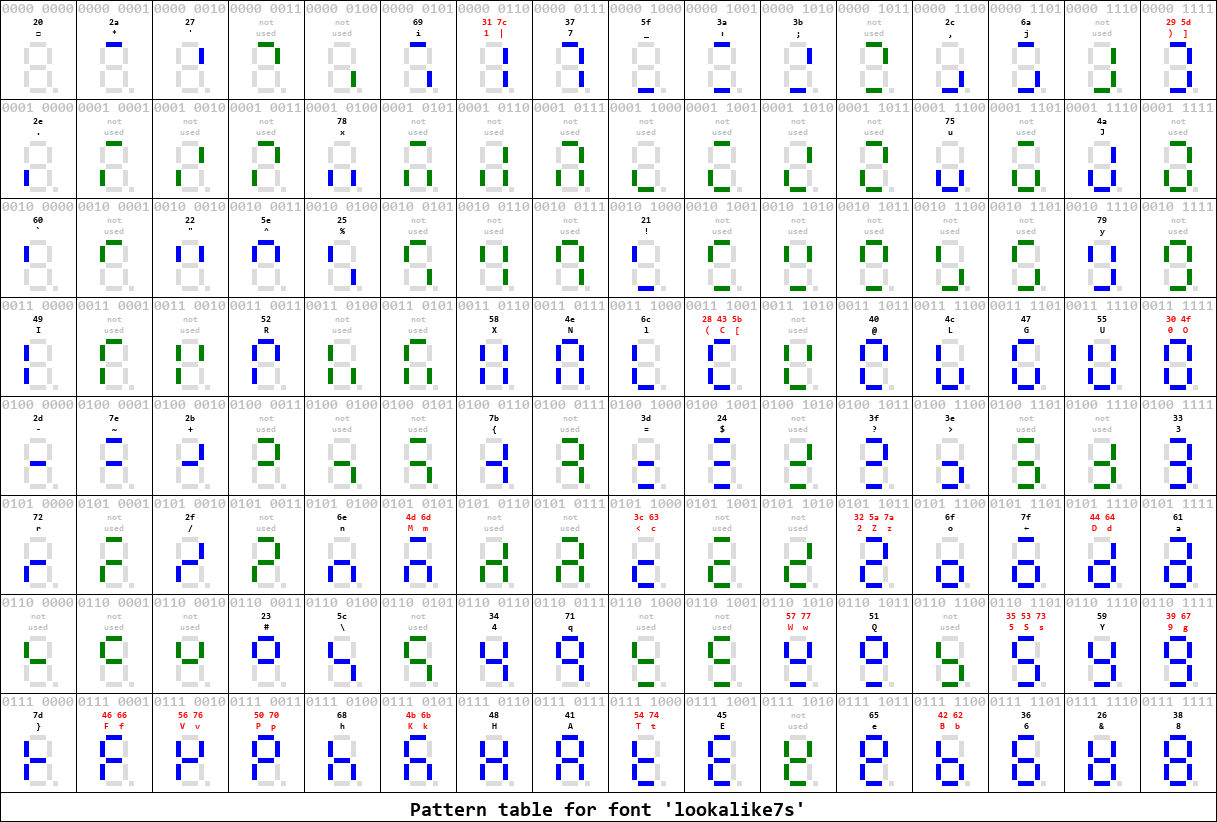 0000 0000 0000 0001 0000 0010 0000 0011 0000 0100 0000 0101 0000 0110 0000 0111 0000 1000 0000 1001 0000 1010 0000 1011 0000 1100 0000 1101 0000 1110 0000 1111
20 2a 27 not not 69 31 7c 37 5f 3a 3b not 2c 6a not 29 5d
□ * ' used used i 1 | 7 _ : ; used , j used ) ]
0001 0000 0001 0001 0001 0010 0001 0011 0001 0100 0001 0101 0001 0110 0001 0111 0001 1000 0001 1001 0001 1010 0001 1011 0001 1100 0001 1101 0001 1110 0001 1111
2e not not not 78 not not not not not not not 75 not 4a not
. used used used x used used used used used used used u used J used
0010 0000 0010 0001 0010 0010 0010 0011 0010 0100 0010 0101 0010 0110 0010 0111 0010 1000 0010 1001 0010 1010 0010 1011 0010 1100 0010 1101 0010 1110 0010 1111
60 not 22 5e 25 not not not 21 not not not not not 79 not
` used " ^ % used used used ! used used used used used y used
0011 0000 0011 0001 0011 0010 0011 0011 0011 0100 0011 0101 0011 0110 0011 0111 0011 1000 0011 1001 0011 1010 0011 1011 0011 1100 0011 1101 0011 1110 0011 1111
49 not not 52 not not 58 4e 6c 28 43 5b not 40 4c 47 55 30 4f
I used used R used used X N l ( C [ used @ L G U 0 O
0100 0000 0100 0001 0100 0010 0100 0011 0100 0100 0100 0101 0100 0110 0100 0111 0100 1000 0100 1001 0100 1010 0100 1011 0100 1100 0100 1101 0100 1110 0100 1111
2d 7e 2b not not not 7b not 3d 24 not 3f 3e not not 33
- ~ + used used used { used = $ used ? > used used 3
0101 0000 0101 0001 0101 0010 0101 0011 0101 0100 0101 0101 0101 0110 0101 0111 0101 1000 0101 1001 0101 1010 0101 1011 0101 1100 0101 1101 0101 1110 0101 1111
72 not 2f not 6e 4d 6d not not 3c 63 not not 32 5a 7a 6f 7f 44 64 61
r used / used n M m used used < c used used 2 Z z o ← D d a
0110 0000 0110 0001 0110 0010 0110 0011 0110 0100 0110 0101 0110 0110 0110 0111 0110 1000 0110 1001 0110 1010 0110 1011 0110 1100 0110 1101 0110 1110 0110 1111
not not not 23 5c not 34 71 not not 57 77 51 not 35 53 73 59 39 67
used used used # \ used 4 q used used W w Q used 5 S s Y 9 g
0111 0000 0111 0001 0111 0010 0111 0011 0111 0100 0111 0101 0111 0110 0111 0111 0111 1000 0111 1001 0111 1010 0111 1011 0111 1100 0111 1101 0111 1110 0111 1111
7d 46 66 56 76 50 70 68 4b 6b 48 41 54 74 45 not 65 42 62 36 26 38
} F f V v P p h K k H A T t E used e B b 6 & 8
Pattern table for font 'lookalike7s'